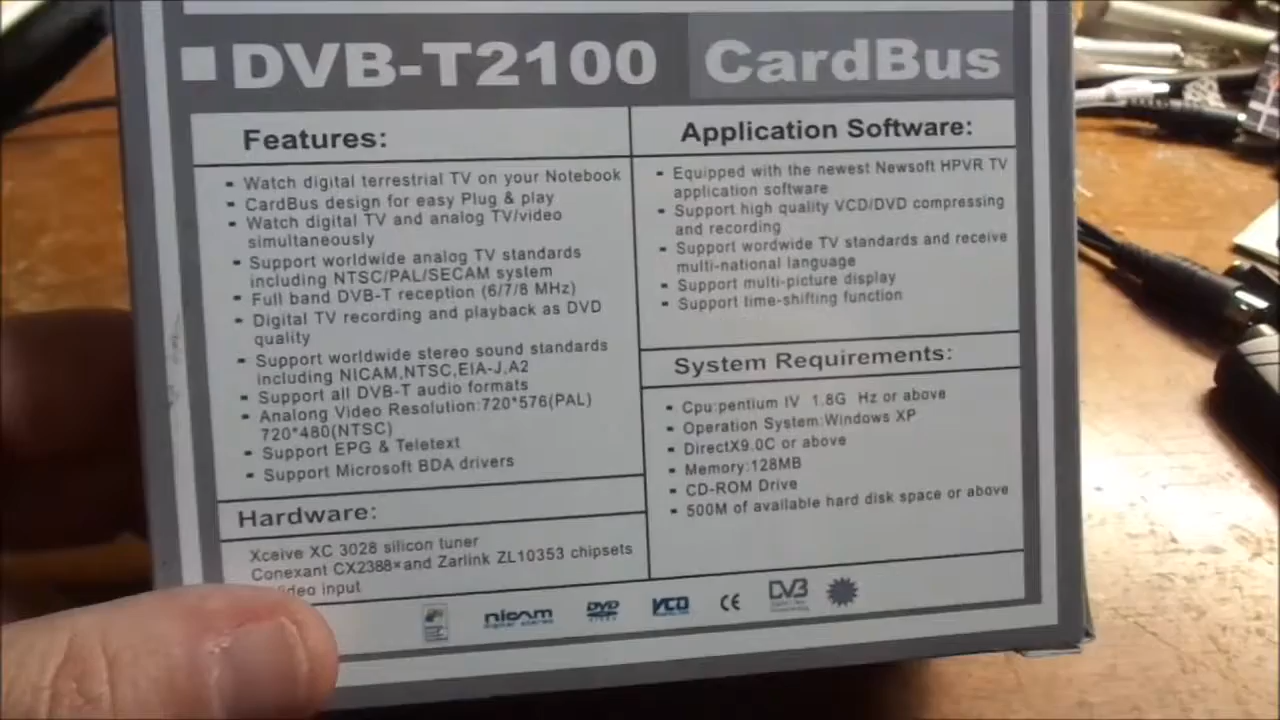 DVB-T2100 CardBus
Features:
Watch digital terrestrial TV on your Notebook
CardBus design for easy Plug & play
Watch digital TV and analog TV/video
simultaneously
Support worldwide analog TV standards
including NTSC/PAL/SECAM system
Full band DVB-T reception (6/7/8 MHz)
Digital TV recording and playback as DVD
quality
Support worldwide stereo sound standards
including NICAM,NTSC,EIA-J,A2
Support all DVB-T audio formats
Analong Video Resolution:720*576(PAL)
720*480(NTSC)
Support EPG & Teletext
Support Microsoft BDA drivers
Hardware:
Xceive XC 3028 silicon tuner
Conexant CX2388x and Zarlink ZL10353 chipsets
input
Application Software:
Equipped with the newest Newsoft HPVR TV
application software
Support high quality VCD/DVD compressing
and recording
Support wordwide TV standards and receive
multi-national language
Support multi-picture display
Support time-shifting function
System Requirements:
Cpu:pentium IV 1.8G Hz or above
Operation System:Windows XP
DirectX9.0C or above
Memory:128MB
CD-ROM Drive
500M of available hard disk space or above
nicam DVD VCD CE DVB
digital stereo